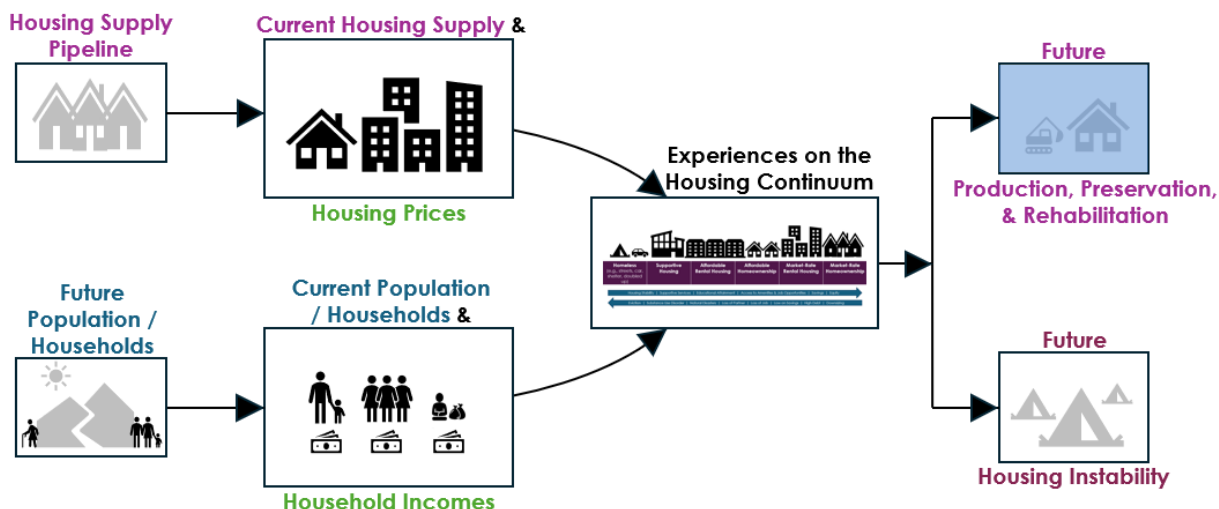 Housing Supply
Pipeline
Current Housing Supply &
Housing Prices
Future
Population /
Households
Current Population
/ Households &
Household Incomes
Experiences on the
Housing Continuum
Homeless
Supportive
Housing
Affordable
Rental Housing
Affordable
Homeownership
Market-Rate
Rental Housing
Market-Rate
Homeownership
Future
Production, Preservation,
& Rehabilitation
Future
Housing Instability